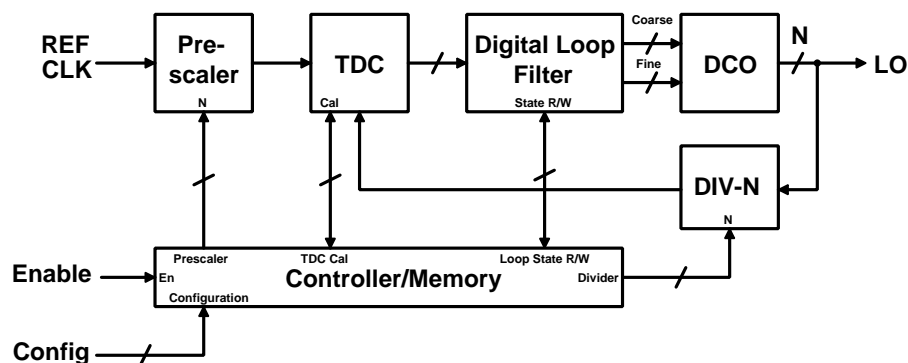 REF
CLK
Pre-
scaler
N
TDC
Cal
Digital Loop
Filter
State R/W
Coarse
Fine
DCO
N
LO
DIV-N
N
Enable
Prescaler
TDC Cal
Loop State R/W
En
Controller/Memory
Divider
Configuration
Config